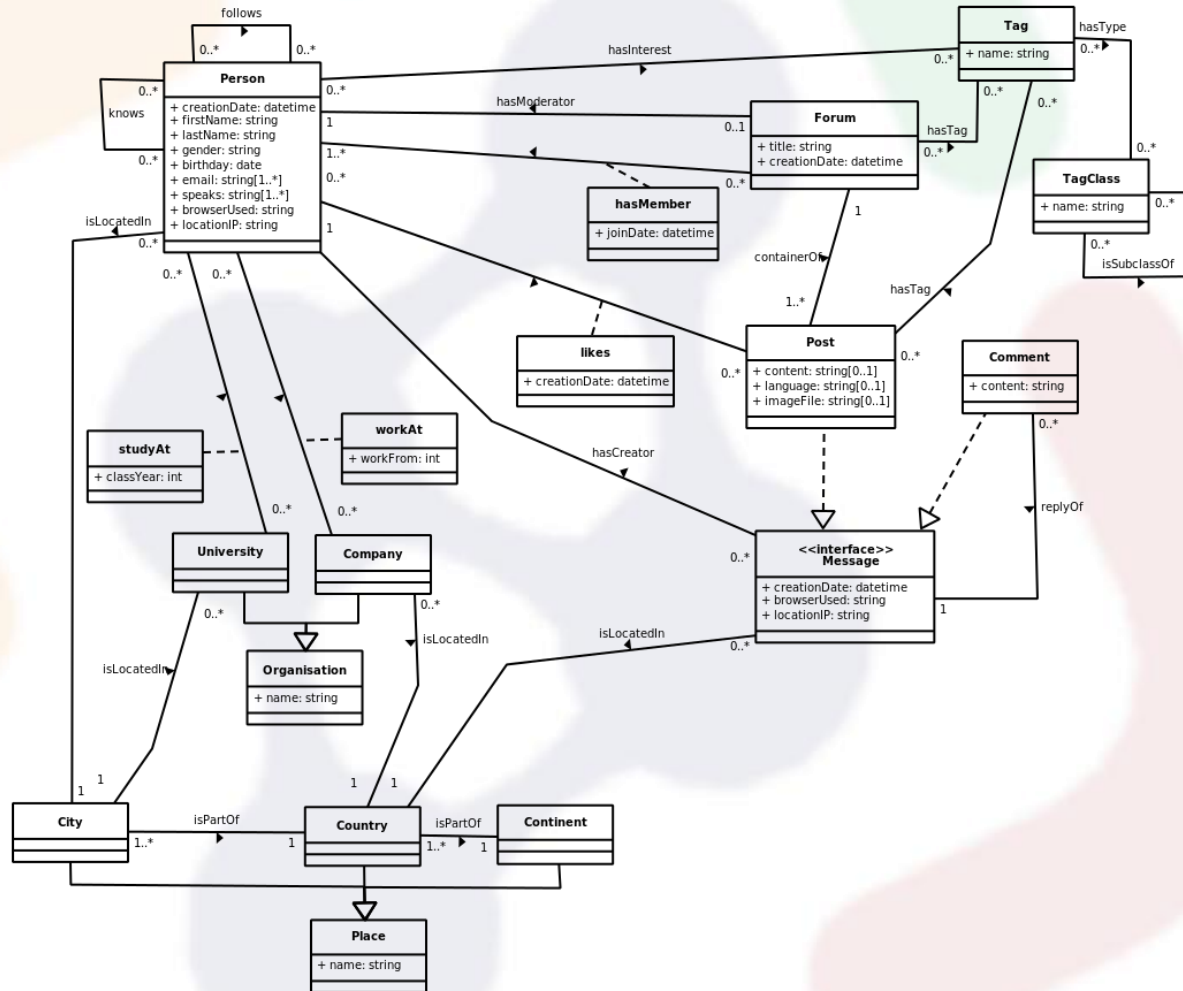 follows
0..*
0..*
Person
+ creationDate: datetime
+ firstName: string
+ lastName: string
+ gender: string
+ birthday: date
+ email: string[1..*]
+ speaks: string[1..*]
+ browserUsed: string
+ locationIP: string
0..*
knows
0..*
isLocatedIn
0..*
0..*
0..*
hasInterest
0..*
0..*
hasModerator
1
0..1
1..*
0..*
0..*
1
Tag
+ name: string
hasType
0..*
0..*
0..*
0..*
Forum
+ title: string
+ creationDate: datetime
hasTag
0..*
TagClass
+ name: string
0..*
0..*
isSubclassOf
hasMember
+ joinDate: datetime
1
containerOf
1..*
hasTag
0..*
likes
+ creationDate: datetime
Post
+ content: string[0..1]
+ language: string[0..1]
+ imageFile: string[0..1]
0..*
Comment
+ content: string
0..*
replyOf
1
hasCreator
0..*
studyAt
+ classYear: int
workAt
+ workFrom: int
0..*
0..*
University
Company
<<interface>>
Message
+ creationDate: datetime
+ browserUsed: string
+ locationIP: string
0..*
0..*
0..*
isLocatedIn
isLocatedIn
isLocatedIn
Organisation
+ name: string
1
1
1
1
City
isPartOf
1..*
1
Country
isPartOf
1..*
1
Continent
Place
+ name: string